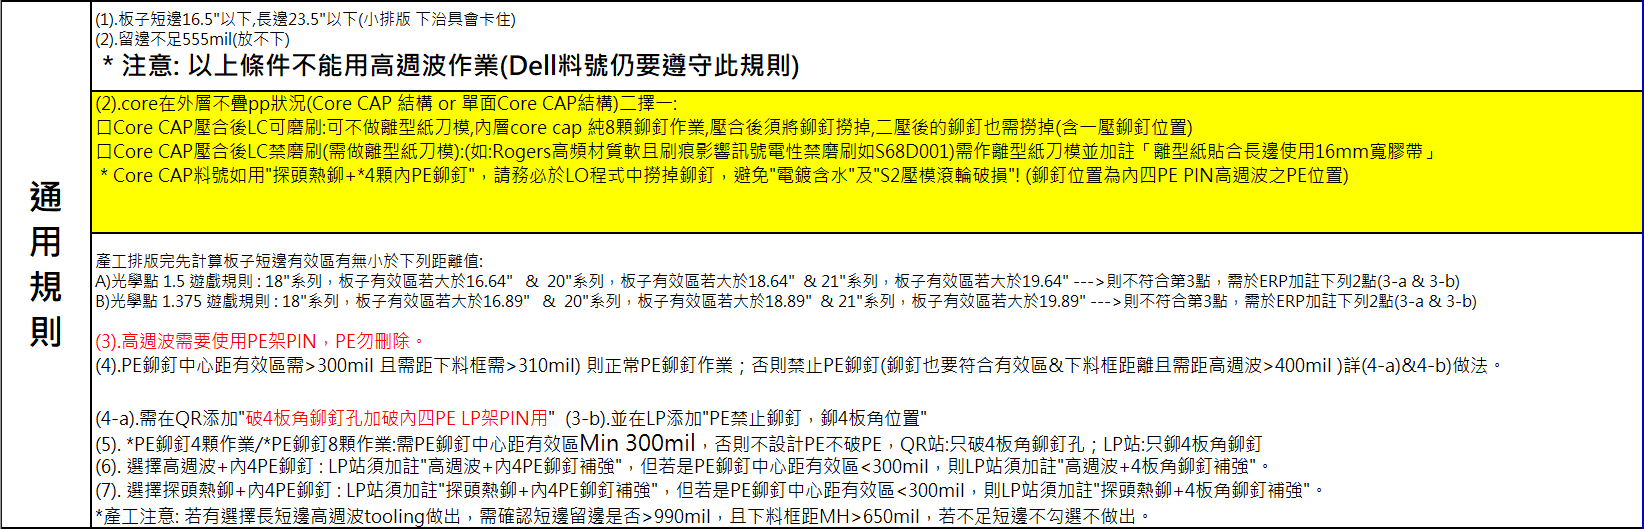 通用規則
(1).板子短邊16.5"以下,長邊23.5"以下(小排版 下治具會卡住)
(2).留邊不足555mil(放不下)
* 注意: 以上條件不能用高週波作業(Dell料號仍要遵守此規則)
(2).core在外層不疊pp狀況(Core CAP 結構 or 單面Core CAP結構)二擇一:
口Core CAP壓合後LC可磨刷:可不做離型紙刀模,內層core cap 純8顆鉚釘作業,壓合後須將鉚釘撈掉,二壓後的鉚釘也需撈掉(含一壓鉚釘位置)
口Core CAP壓合後LC禁磨刷(需做離型紙刀模):(如:Rogers高頻材質軟且刷痕影響訊號電性禁磨刷如S68D001)需作離型紙刀模並加註「離型紙貼合長邊使用16mm寬膠帶」
* Core CAP料號如用"探頭熱鉚+*4顆內PE鉚釘"，請務必於LO程式中撈掉鉚釘，避免"電鍍含水"及"S2壓模滾輪破損"! (鉚釘位置為內四PE PIN高週波之PE位置)
產工排版完先計算板子短邊有效區有無小於下列距離值:
A)光學點 1.5 遊戲規則 : 18"系列，板子有效區若大於16.64" & 20"系列，板子有效區若大於18.64" & 21"系列，板子有效區若大於19.64" --->則不符合第3點，需於ERP加註下列2點(3-a & 3-b)
B)光學點 1.375 遊戲規則 : 18"系列，板子有效區若大於16.89" & 20"系列，板子有效區若大於18.89" & 21"系列，板子有效區若大於19.89" --->則不符合第3點，需於ERP加註下列2點(3-a & 3-b)
(3).高週波需要使用PE架PIN，PE勿刪除。
(4).PE鉚釘中心距有效區需>300mil 且需距下料框需>310mil) 則正常PE鉚釘作業；否則禁止PE鉚釘(鉚釘也要符合有效區&下料框距離且需距高週波>400mil )詳(4-a)&4-b)做法。
(4-a).需在QR添加"破4板角鉚釘孔加破內四PE LP架PIN用" (3-b).並在LP添加"PE禁止鉚釘，鉚4板角位置"
(5). *PE鉚釘4顆作業/*PE鉚釘8顆作業:需PE鉚釘中心距有效區Min 300mil，否則不設計PE不破PE，QR站:只破4板角鉚釘孔；LP站:只鉚4板角鉚釘
(6). 選擇高週波+內4PE鉚釘 : LP站須加註"高週波+內4PE鉚釘補強"，但若是PE鉚釘中心距有效區<300mil，則LP站須加註"高週波+4板角鉚釘補強"。
(7). 選擇探頭熱鉚+內4PE鉚釘 : LP站須加註"探頭熱鉚+內4PE鉚釘補強"，但若是PE鉚釘中心距有效區<300mil，則LP站須加註"探頭熱鉚+4板角鉚釘補強"。
*產工注意: 若有選擇長短邊高週波tooling做出，需確認短邊留邊是否>990mil，且下料框距MH>650mil，若不足短邊不勾選不做出。